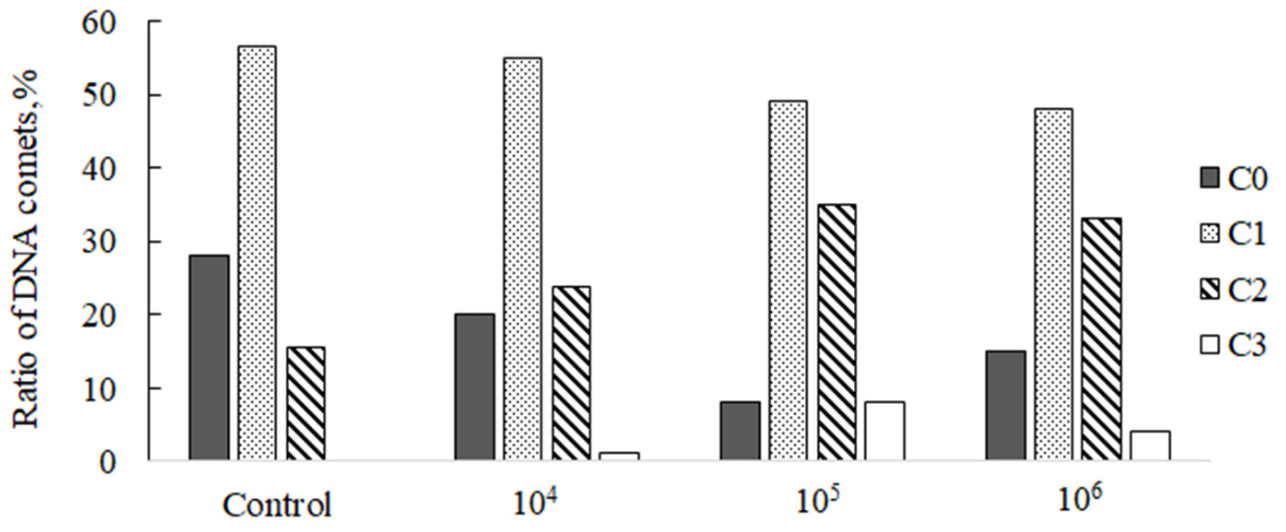 Ratio of DNA comets,%
60
50
40
30
20
10
0
Control 10⁴ 10⁵ 10⁶
C0
C1
C2
C3